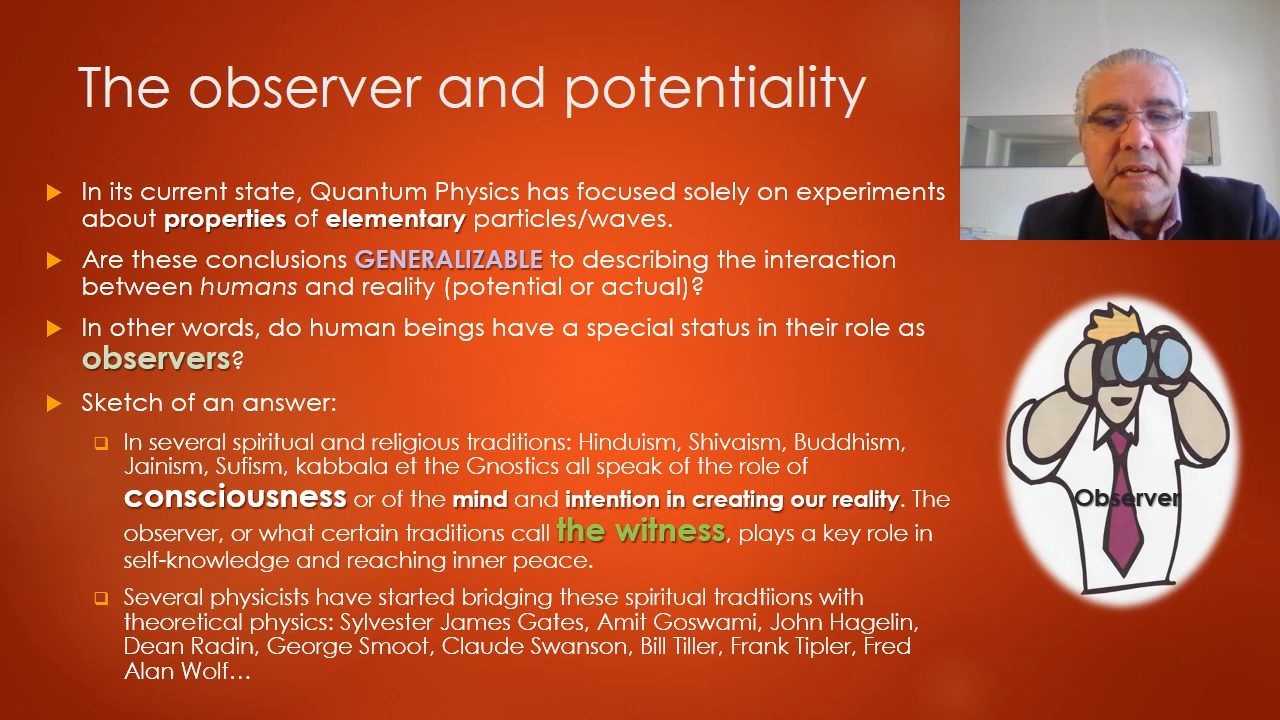 The observer and potentiality
In its current state, Quantum Physics has focused solely on experiments
about properties of elementary particles/waves.
Are these conclusions GENERALIZABLE to describing the interaction
between humans and reality (potential or actual)?
In other words, do human beings have a special status in their role as
observers?
Sketch of an answer:
In several spiritual and religious traditions: Hinduism, Shivaism, Buddhism,
Jainism, Sufism, kabbala et the Gnostics all speak of the role of
consciousness or of the mind and intention in creating our reality. The
observer, or what certain traditions call the witness, plays a key role in
self-knowledge and reaching inner peace.
Several physicists have started bridging these spiritual tradtiions with
theoretical physics: Sylvester James Gates, Amit Goswami, John Hagelin,
Dean Radin, George Smoot, Claude Swanson, Bill Tiller, Frank Tipler, Fred
Alan Wolf…
Observer